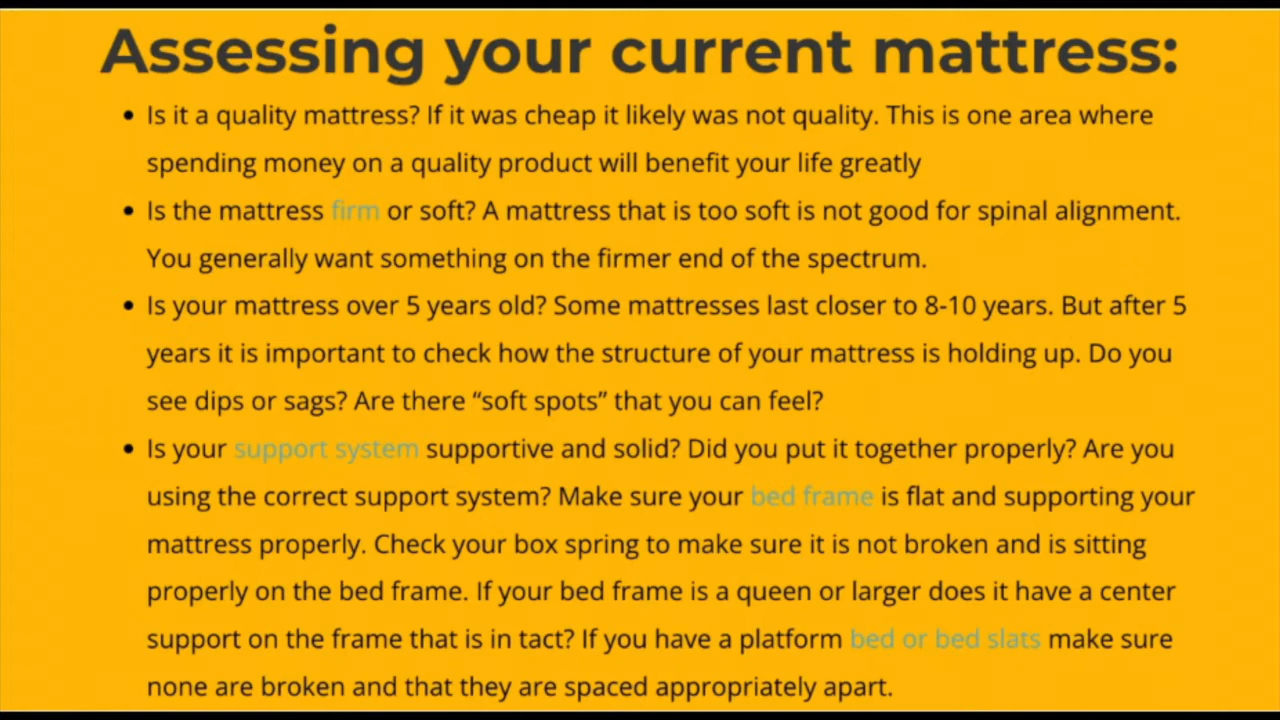 Assessing your current mattress:
• Is it a quality mattress? If it was cheap it likely was not quality. This is one area where
spending money on a quality product will benefit your life greatly
• Is the mattress firm or soft? A mattress that is too soft is not good for spinal alignment.
You generally want something on the firmer end of the spectrum.
• Is your mattress over 5 years old? Some mattresses last closer to 8-10 years. But after 5
years it is important to check how the structure of your mattress is holding up. Do you
see dips or sags? Are there “soft spots” that you can feel?
• Is your support system supportive and solid? Did you put it together properly? Are you
using the correct support system? Make sure your bed frame is flat and supporting your
mattress properly. Check your box spring to make sure it is not broken and is sitting
properly on the bed frame. If your bed frame is a queen or larger does it have a center
support on the frame that is in tact? If you have a platform bed or bed slats make sure
none are broken and that they are spaced appropriately apart.